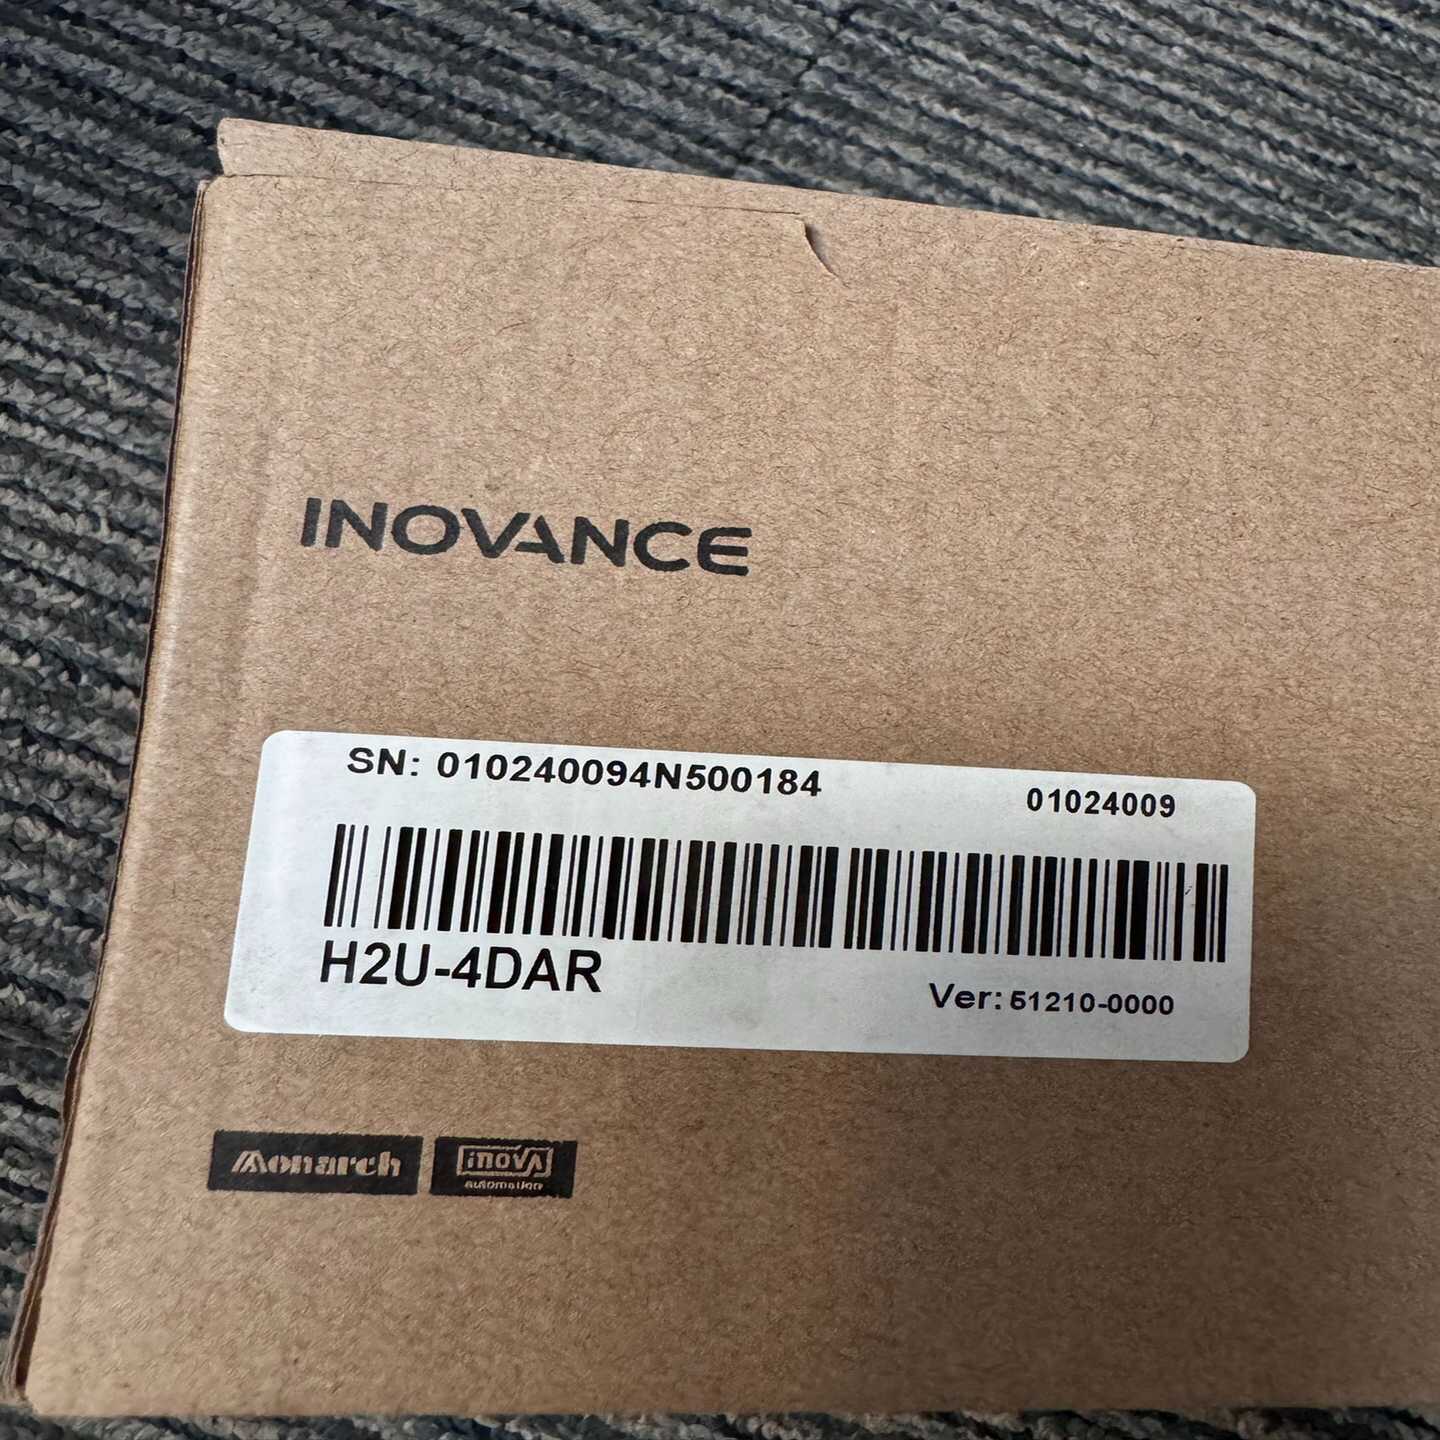 INOVANCE
SN: 010240094N500184
01024009
H2U-4DAR
Ver: 51210-0000
Monarch
inovA
automation